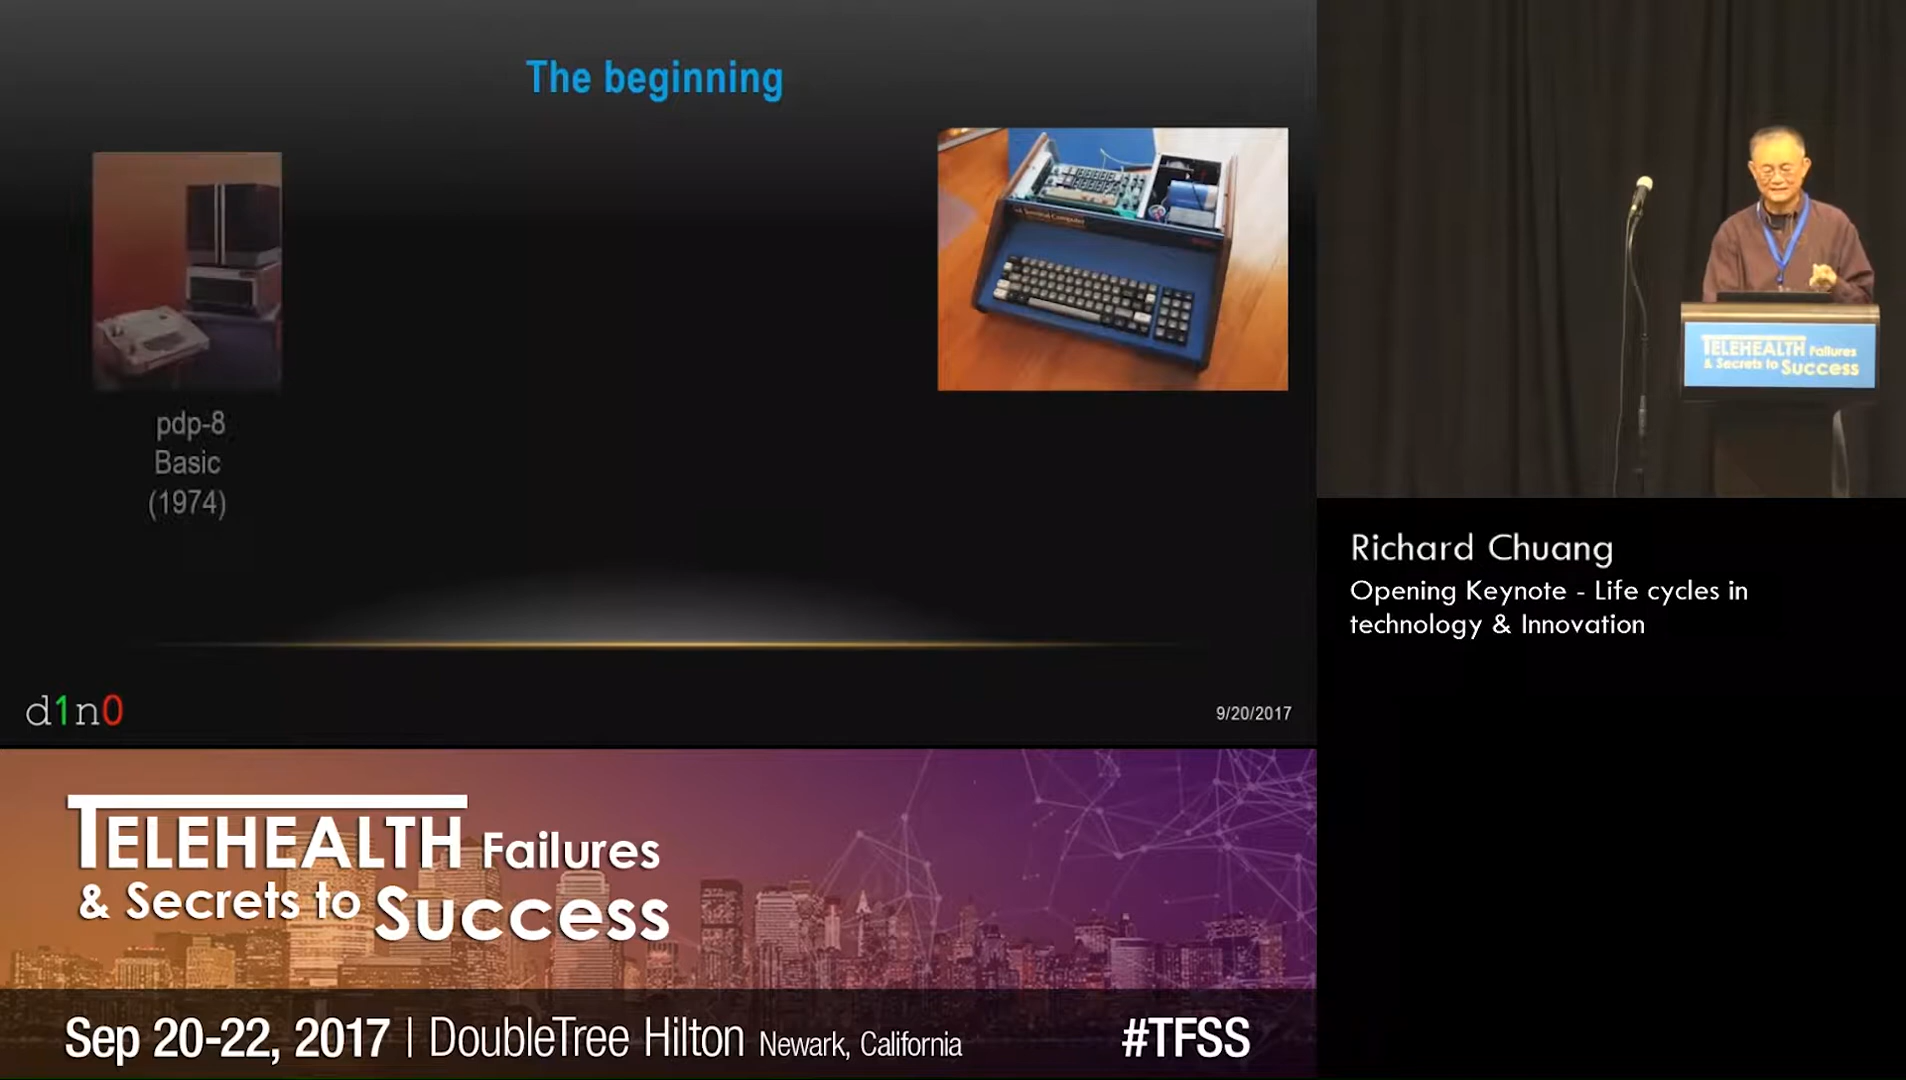 The beginning
Terminal Computer
pdp-8
Basic
(1974)
d1n0
9/20/2017
TELEHEALTH Failures
& Secrets to Success
Richard Chuang
Opening Keynote - Life cycles in
technology & Innovation
TELEHEALTH Failures
& Secrets to Success
Sep 20-22, 2017 | DoubleTree Hilton Newark, California
#TFSS